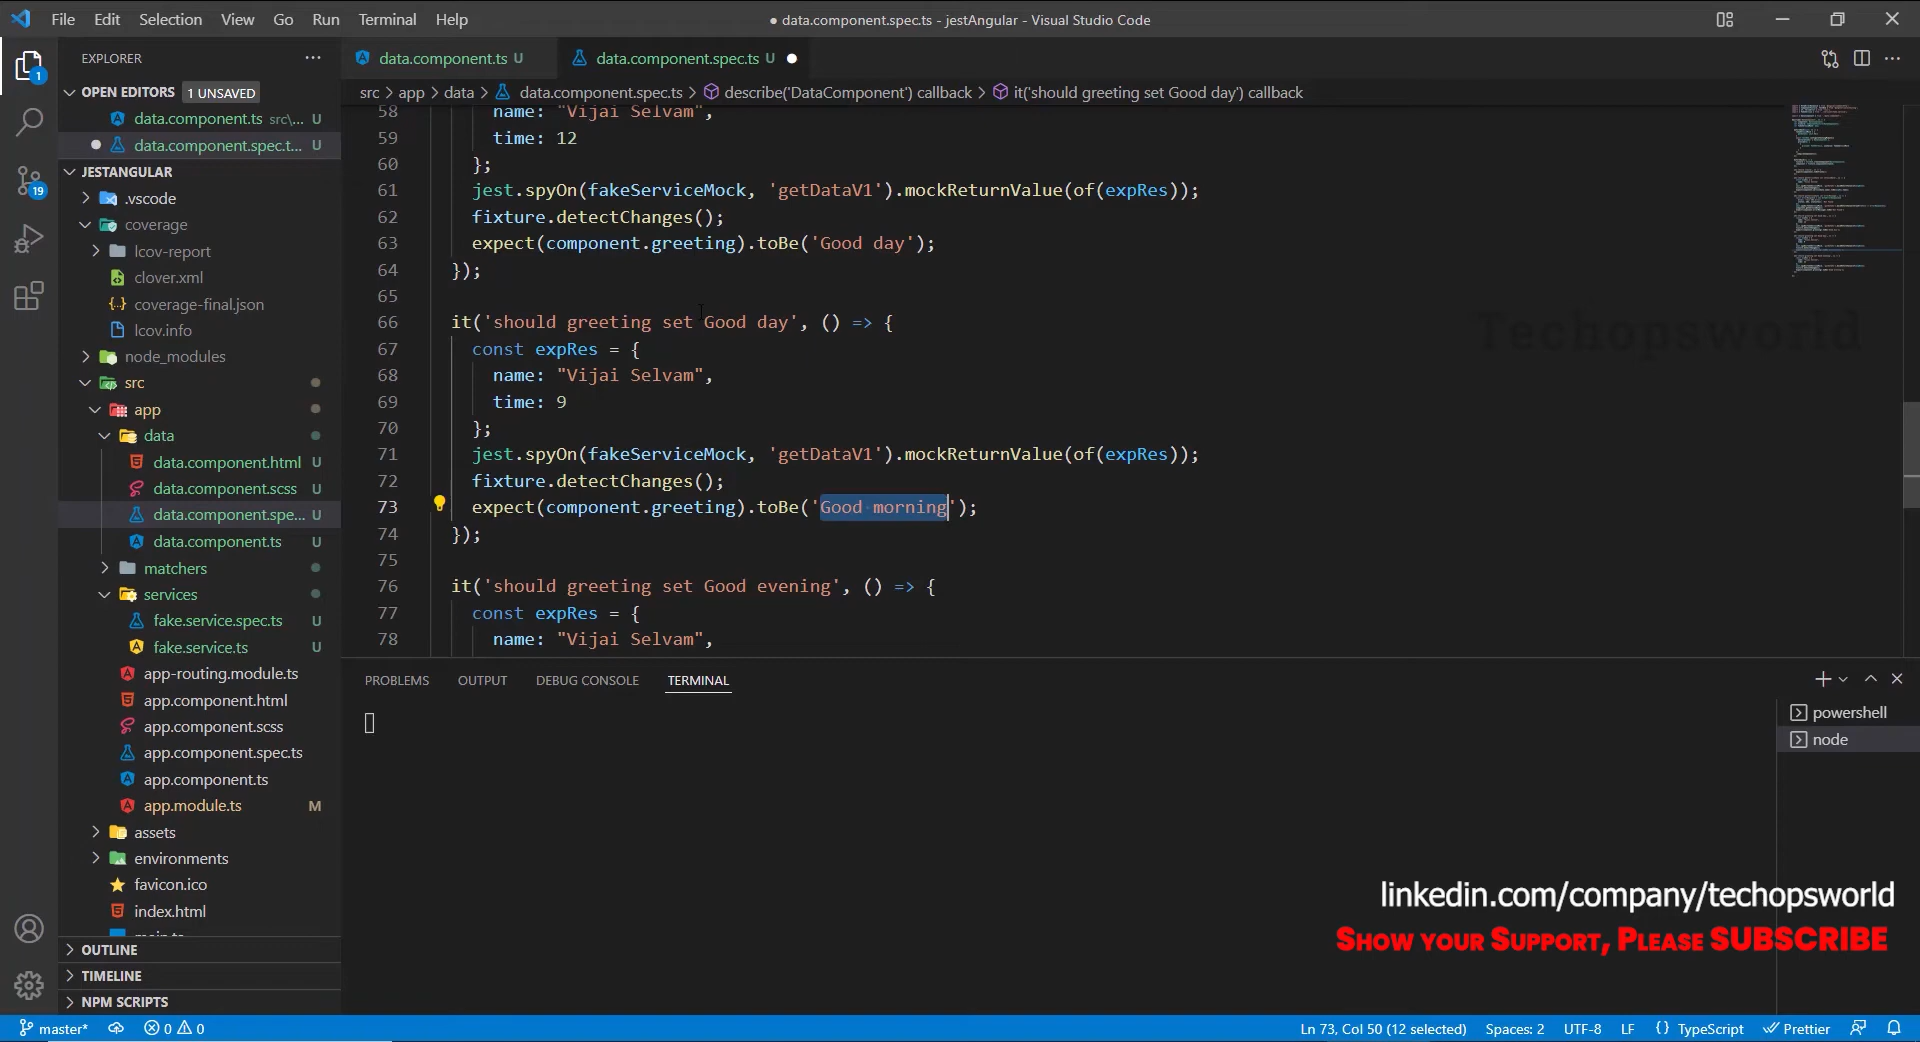 File Edit Selection View Go Run Terminal Help
● data.component.spec.ts - jestAngular - Visual Studio Code
EXPLORER
OPEN EDITORS 1 UNSAVED
data.component.ts src\... U
data.component.spec.t... U
JESTANGULAR
.vscode
coverage
lcov-report
clover.xml
coverage-final.json
lcov.info
node_modules
src
app
data
data.component.html U
data.component.scss U
data.component.spe... U
data.component.ts U
matchers
services
fake.service.spec.ts U
fake.service.ts U
app-routing.module.ts
app.component.html
app.component.scss
app.component.spec.ts
app.component.ts
app.module.ts M
assets
environments
favicon.ico
index.html
main.ts
OUTLINE
TIMELINE
NPM SCRIPTS
1
19
data.component.ts U
data.component.spec.ts U
src > app > data > data.component.spec.ts > describe('DataComponent') callback > it('should greeting set Good day') callback
58 name: "Vijai Selvam",
59 time: 12
60 };
61 jest.spyOn(fakeServiceMock, 'getDataV1').mockReturnValue(of(expRes));
62 fixture.detectChanges();
63 expect(component.greeting).toBe('Good day');
64 });
65
66 it('should greeting set Good day', () => {
67 const expRes = {
68 name: "Vijai Selvam",
69 time: 9
70 };
71 jest.spyOn(fakeServiceMock, 'getDataV1').mockReturnValue(of(expRes));
72 fixture.detectChanges();
73 expect(component.greeting).toBe('Good morning');
74 });
75
76 it('should greeting set Good evening', () => {
77 const expRes = {
78 name: "Vijai Selvam",
Techopsworld
PROBLEMS OUTPUT DEBUG CONSOLE TERMINAL
powershell
node
linkedin.com/company/techopsworld
Show your Support, Please SUBSCRIBE
master* 0 0
Ln 73, Col 50 (12 selected) Spaces: 2 UTF-8 LF {} TypeScript Prettier